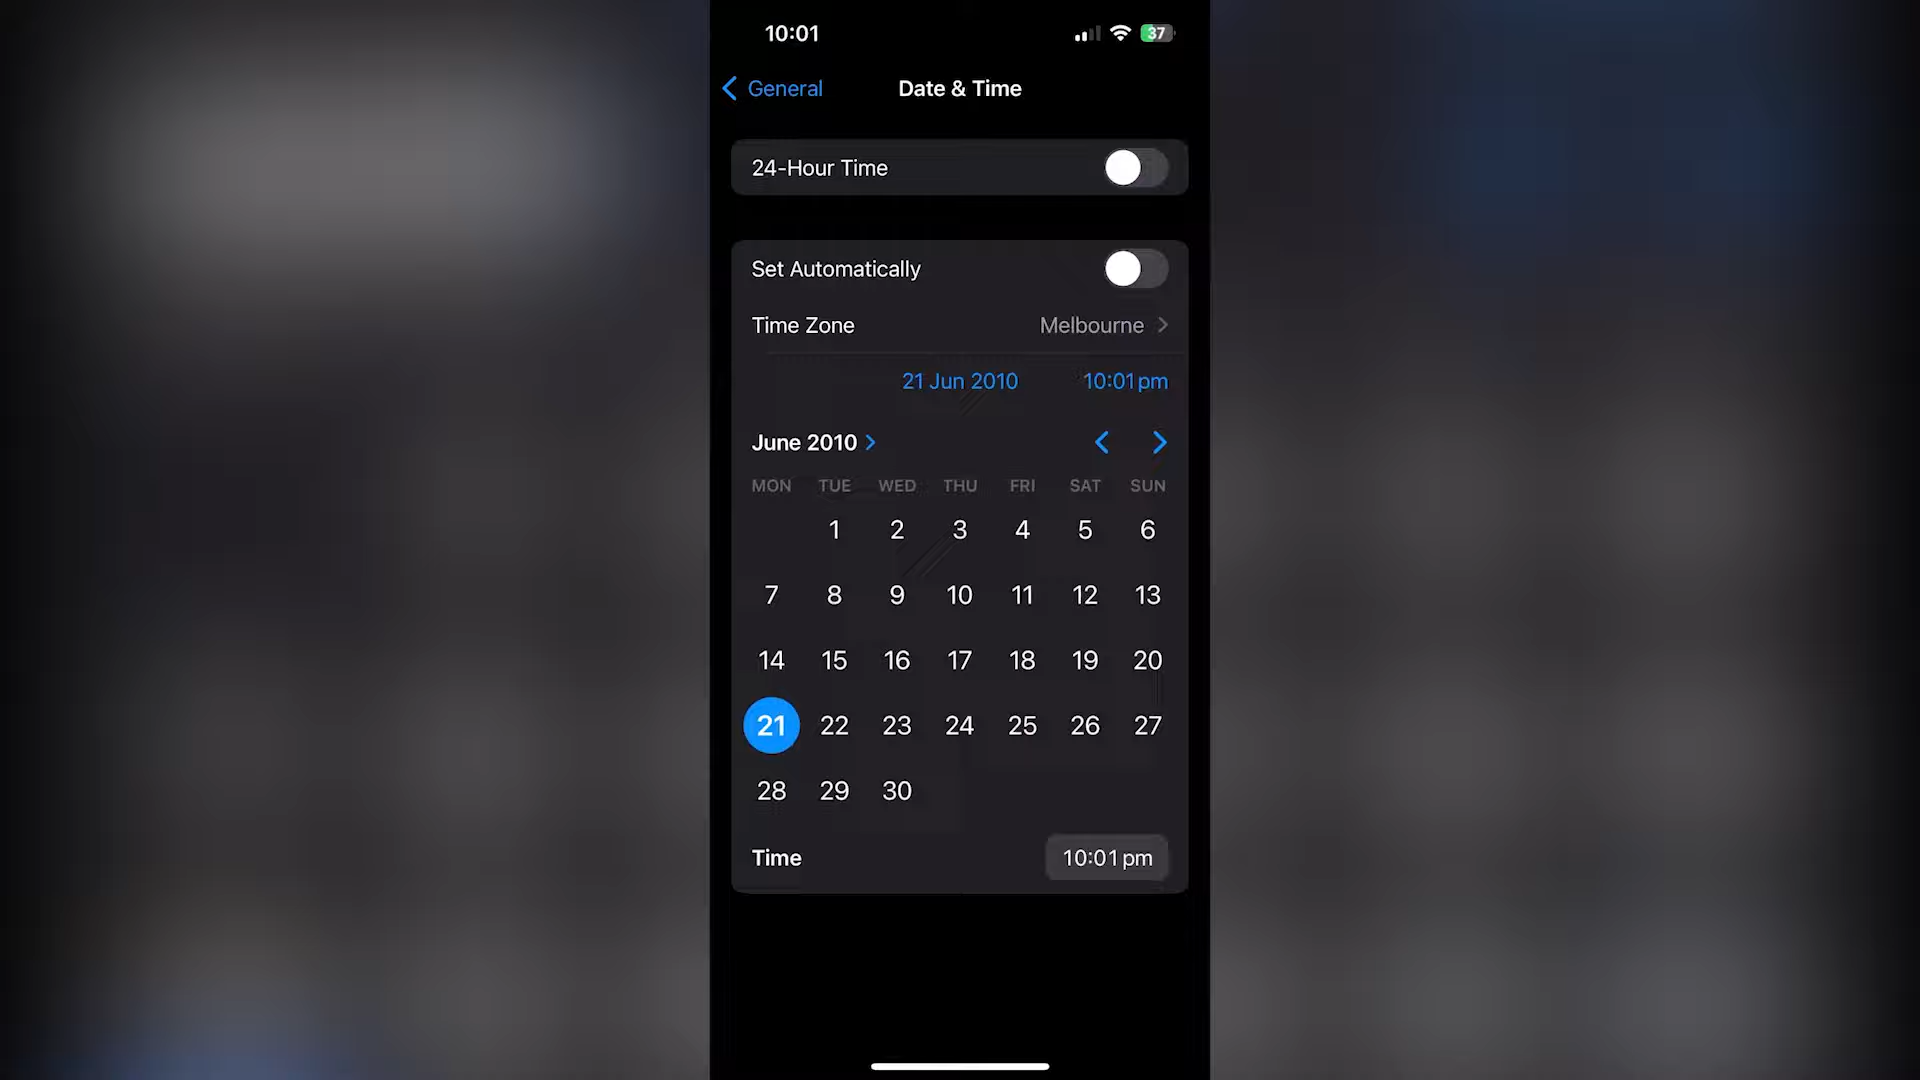 10:01
37
General
Date & Time
24-Hour Time
Set Automatically
Time Zone Melbourne
21 Jun 2010 10:01 pm
June 2010
MON TUE WED THU FRI SAT SUN
1 2 3 4 5 6
7 8 9 10 11 12 13
14 15 16 17 18 19 20
21 22 23 24 25 26 27
28 29 30
Time 10:01 pm